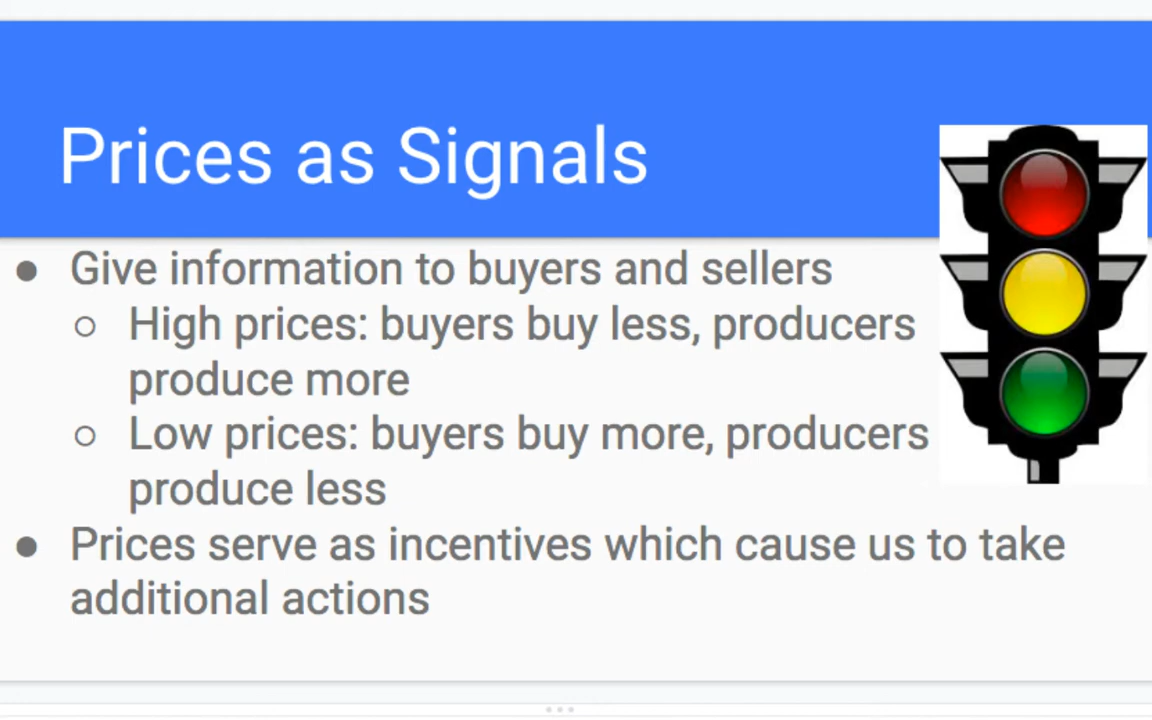 Prices as Signals
● Give information to buyers and sellers
○ High prices: buyers buy less, producers
produce more
○ Low prices: buyers buy more, producers
produce less
● Prices serve as incentives which cause us to take
additional actions